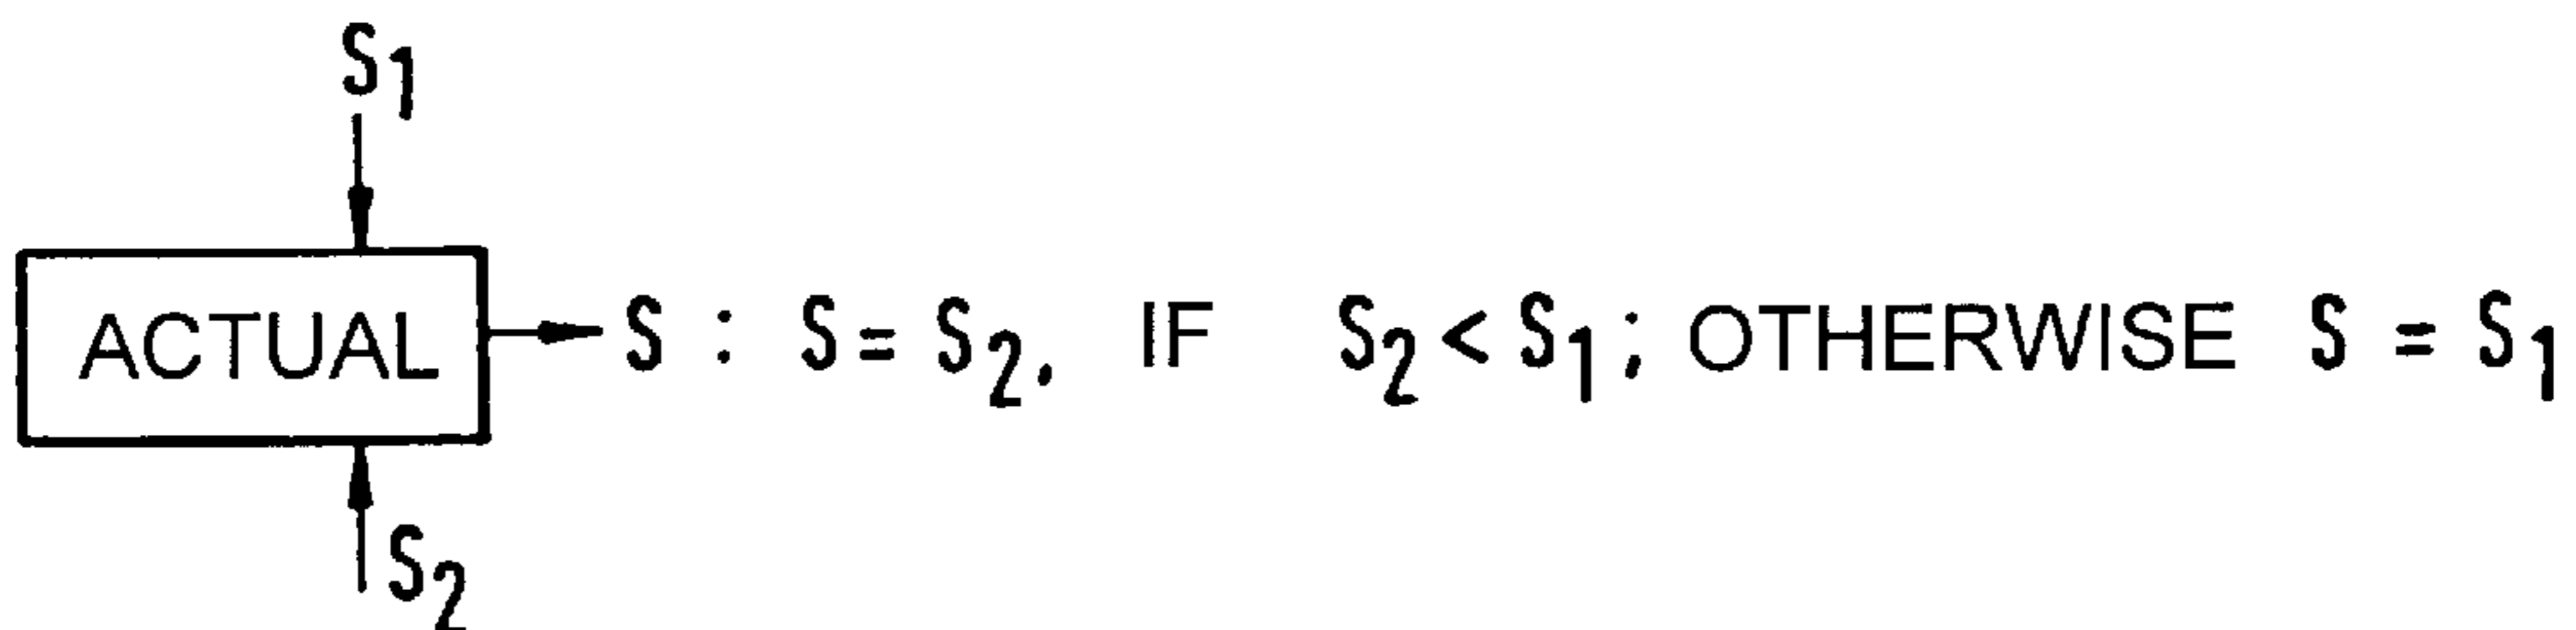 S1
ACTUAL S : S = S2, IF S2 < S1; OTHERWISE S = S1
S2